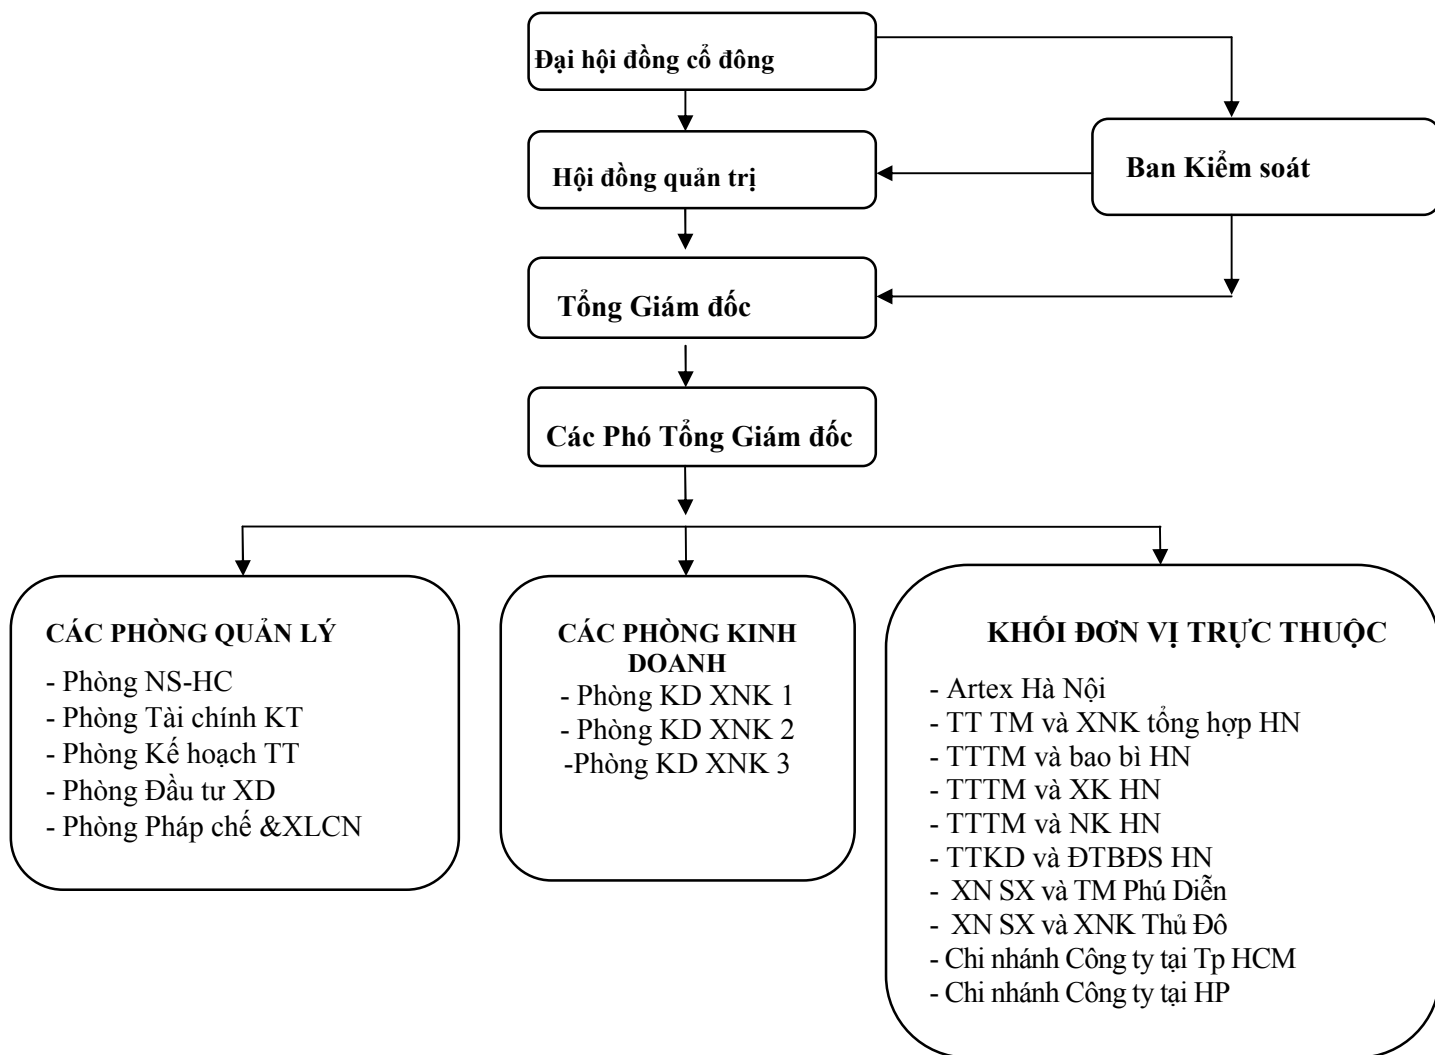 Đại hội đồng cổ đông
Hội đồng quản trị
Ban Kiểm soát
Tổng Giám đốc
Các Phó Tổng Giám đốc
CÁC PHÒNG QUẢN LÝ
- Phòng NS-HC
- Phòng Tài chính KT
- Phòng Kế hoạch TT
- Phòng Đầu tư XD
- Phòng Pháp chế &XLCN
CÁC PHÒNG KINH
DOANH
- Phòng KD XNK 1
- Phòng KD XNK 2
-Phòng KD XNK 3
KHỐI ĐƠN VỊ TRỰC THUỘC
- Artex Hà Nội
- TT TM và XNK tổng hợp HN
- TTTM và bao bì HN
- TTTM và XK HN
- TTTM và NK HN
- TTKD và ĐTBĐS HN
- XN SX và TM Phú Diễn
- XN SX và XNK Thủ Đô
- Chi nhánh Công ty tại Tp HCM
- Chi nhánh Công ty tại HP